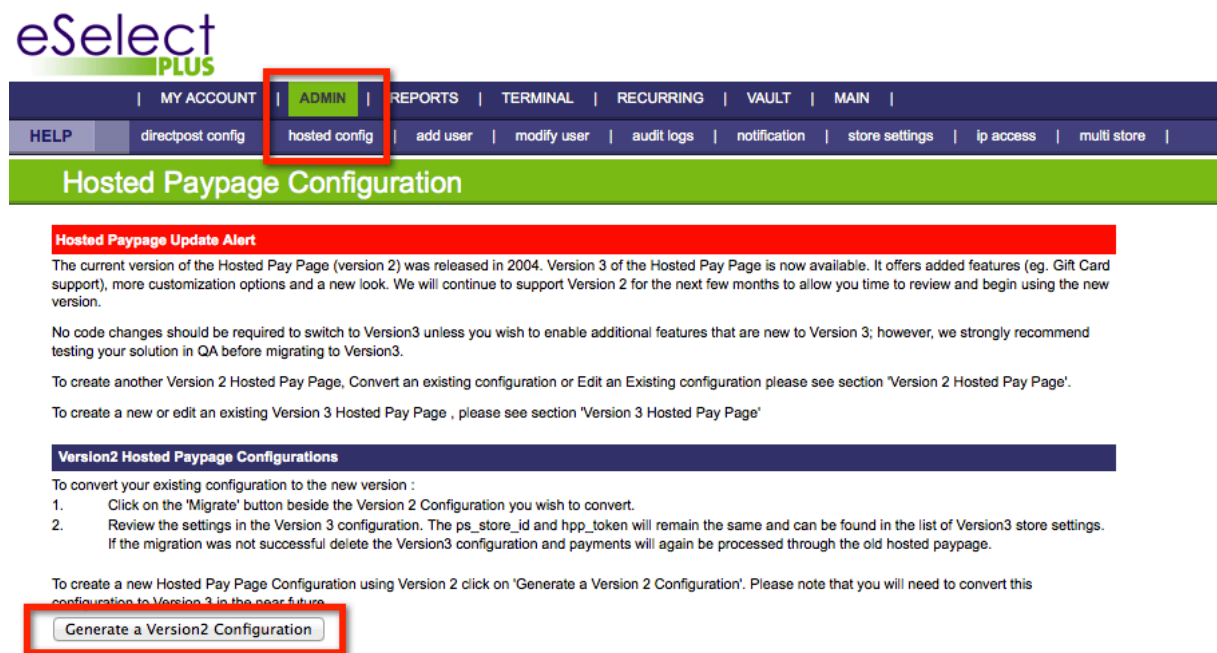 eSelect
PLUS
| MY ACCOUNT | ADMIN | REPORTS | TERMINAL | RECURRING | VAULT | MAIN |
HELP directpost config hosted config | add user | modify user | audit logs | notification | store settings | ip access | multi store |
Hosted Paypage Configuration
Hosted Paypage Update Alert
The current version of the Hosted Pay Page (version 2) was released in 2004. Version 3 of the Hosted Pay Page is now available. It offers added features (eg. Gift Card
support), more customization options and a new look. We will continue to support Version 2 for the next few months to allow you time to review and begin using the new
version.
No code changes should be required to switch to Version3 unless you wish to enable additional features that are new to Version 3; however, we strongly recommend
testing your solution in QA before migrating to Version3.
To create another Version 2 Hosted Pay Page, Convert an existing configuration or Edit an Existing configuration please see section 'Version 2 Hosted Pay Page'.
To create a new or edit an existing Version 3 Hosted Pay Page , please see section 'Version 3 Hosted Pay Page'
Version2 Hosted Paypage Configurations
To convert your existing configuration to the new version :
1. Click on the 'Migrate' button beside the Version 2 Configuration you wish to convert.
2. Review the settings in the Version 3 configuration. The ps_store_id and hpp_token will remain the same and can be found in the list of Version3 store settings.
If the migration was not successful delete the Version3 configuration and payments will again be processed through the old hosted paypage.
To create a new Hosted Pay Page Configuration using Version 2 click on 'Generate a Version 2 Configuration'. Please note that you will need to convert this
configuration to Version 3 in the near future
Generate a Version2 Configuration